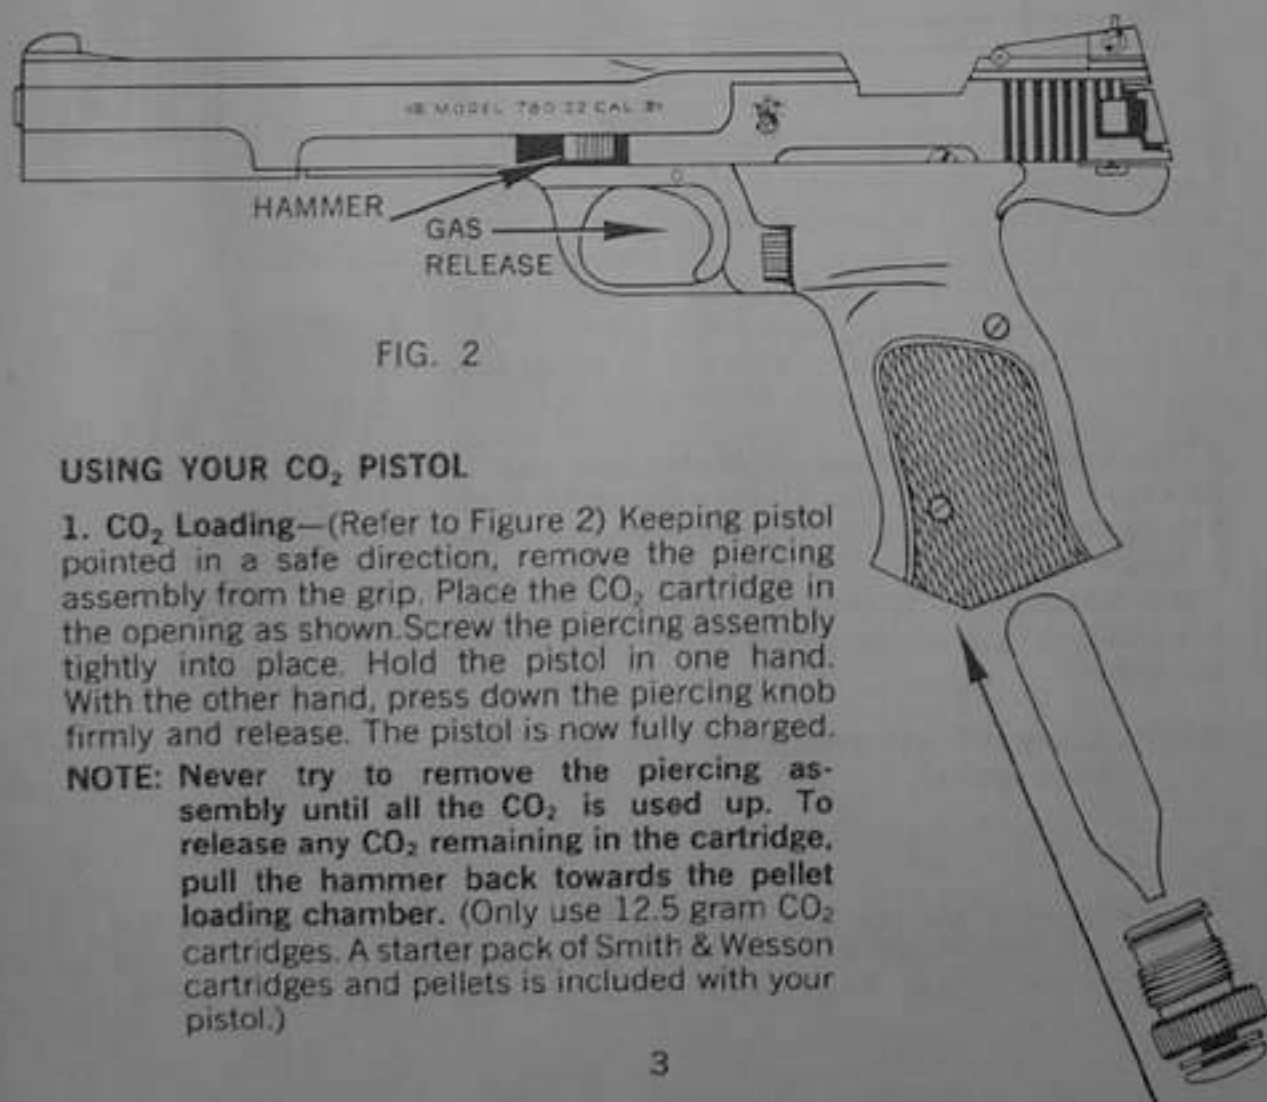 MODEL 780 22 CAL.
HAMMER
GAS
RELEASE
FIG. 2
USING YOUR CO₂ PISTOL
1. CO₂ Loading—(Refer to Figure 2) Keeping pistol
pointed in a safe direction, remove the piercing
assembly from the grip. Place the CO₂ cartridge in
the opening as shown.Screw the piercing assembly
tightly into place. Hold the pistol in one hand.
With the other hand, press down the piercing knob
firmly and release. The pistol is now fully charged.
NOTE: Never try to remove the piercing as-
sembly until all the CO₂ is used up. To
release any CO₂ remaining in the cartridge,
pull the hammer back towards the pellet
loading chamber. (Only use 12.5 gram CO₂
cartridges. A starter pack of Smith & Wesson
cartridges and pellets is included with your
pistol.)
3